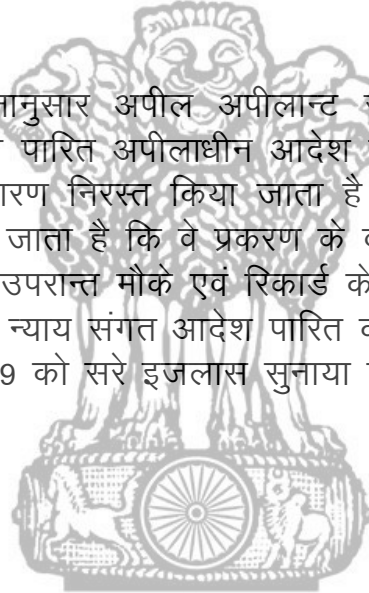 नानुसार अपील अपीलान्ट
पारित अपीलाधीन आदेश
कारण निरस्त किया जाता है
जाता है कि वे प्रकरण के
उपरान्त मौके एवं रिकार्ड के
न्याय संगत आदेश पारित
9 को सरे इजलास सुनाया